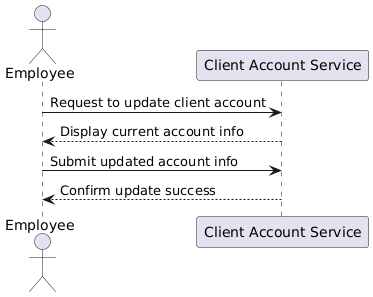 Employee
Client Account Service
Request to update client account
Display current account info
Submit updated account info
Confirm update success
Employee
Client Account Service